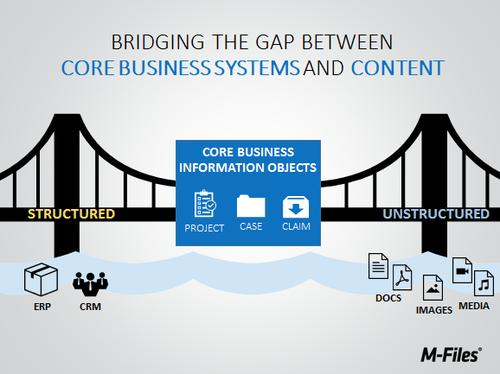 BRIDGING THE GAP BETWEEN
CORE BUSINESS SYSTEMS AND CONTENT
CORE BUSINESS
INFORMATION OBJECTS
PROJECT
CASE
CLAIM
STRUCTURED
UNSTRUCTURED
ERP
CRM
DOCS
IMAGES
MEDIA
M-Files®